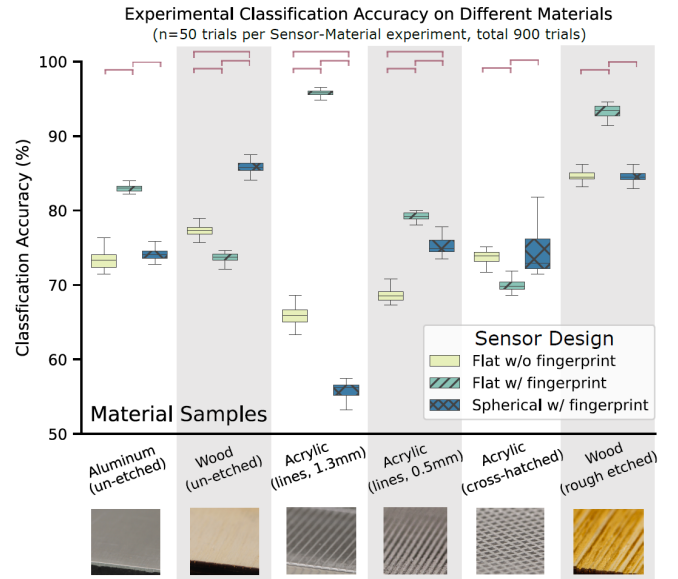 Experimental Classification Accuracy on Different Materials
(n=50 trials per Sensor-Material experiment, total 900 trials)
100
90
80
70
60
50
Classfication Accuracy (%)
Sensor Design
Flat w/o fingerprint
Flat w/ fingerprint
Spherical w/ fingerprint
Material Samples
Aluminum
(un-etched)
Wood
(un-etched)
Acrylic
(lines, 1.3mm)
Acrylic
(lines, 0.5mm)
Acrylic
(cross-hatched)
Wood
(rough etched)